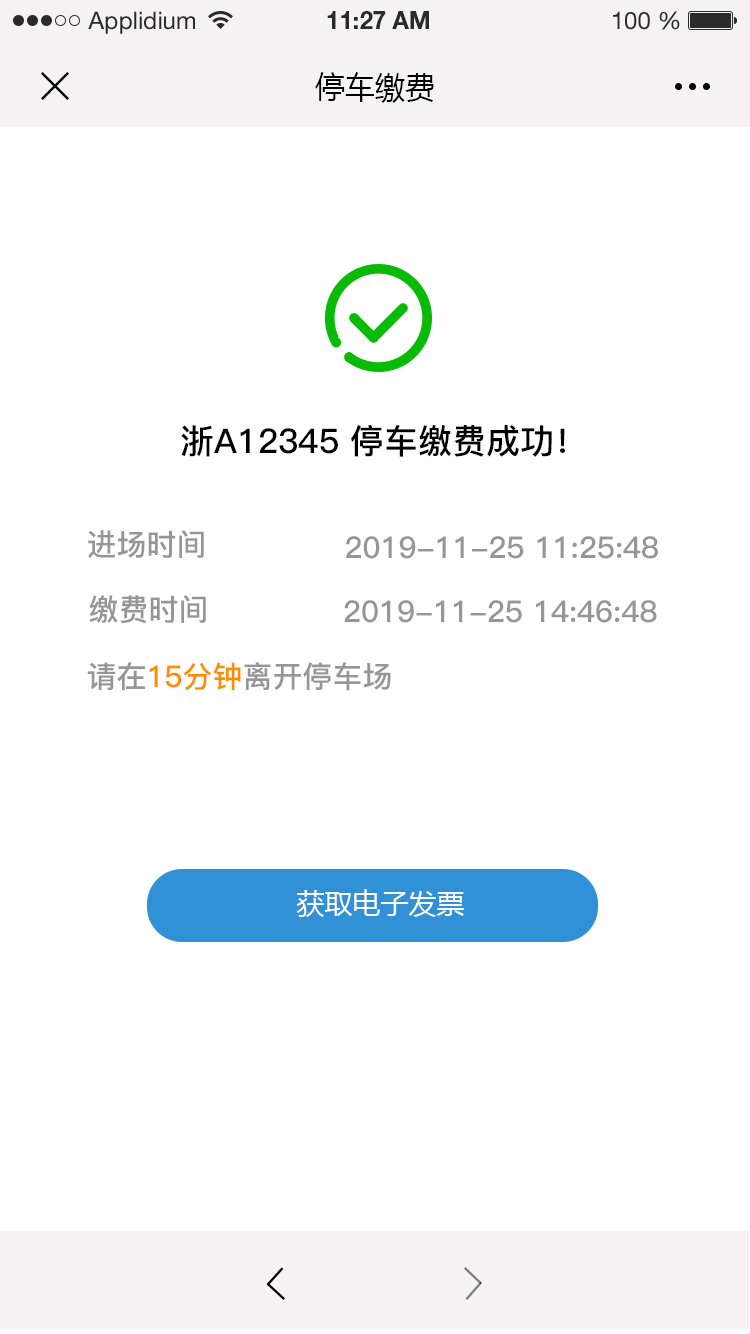 Applidium 11:27 AM 100 %
停车缴费
浙A12345 停车缴费成功!
进场时间 2019-11-25 11:25:48
缴费时间 2019-11-25 14:46:48
请在15分钟离开停车场
获取电子发票